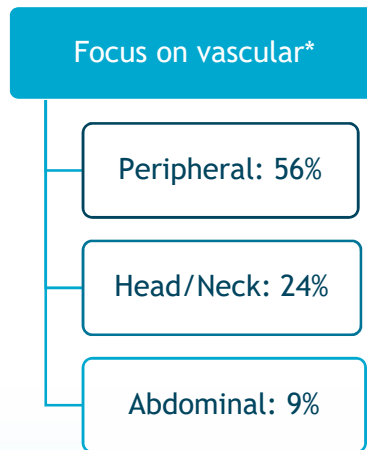 Focus on vascular*
Peripheral: 56%
Head/Neck: 24%
Abdominal: 9%